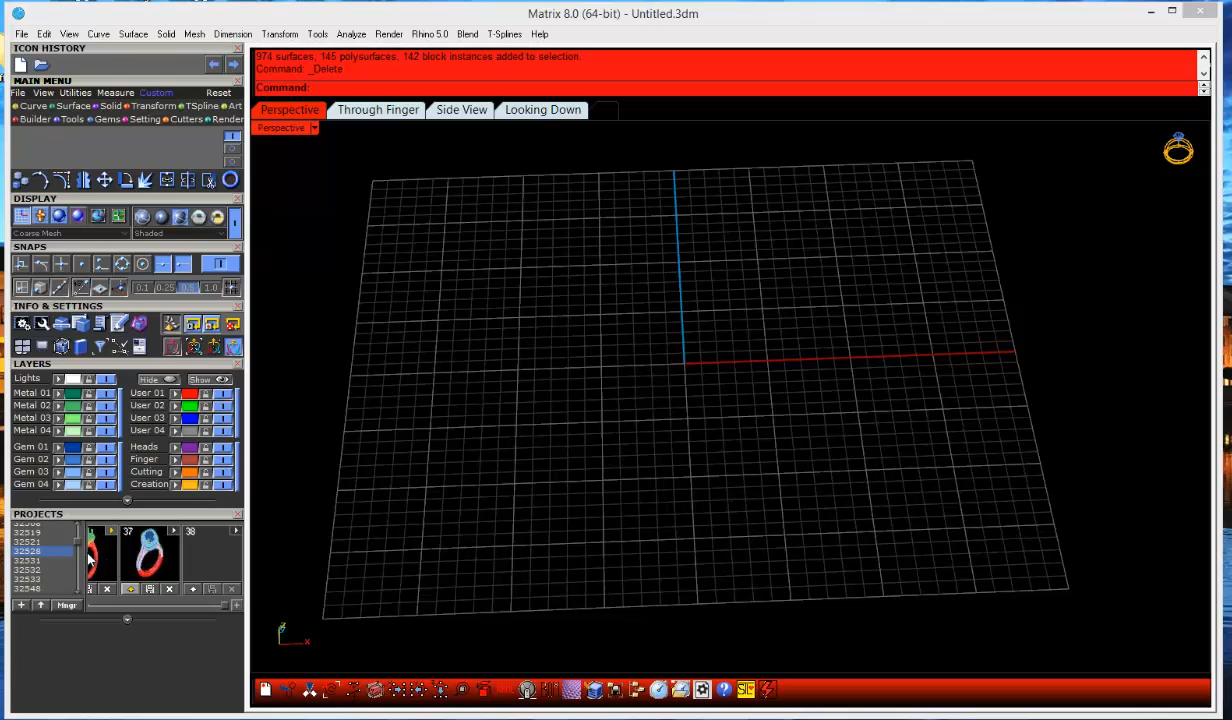 Matrix 8.0 (64-bit) - Untitled.3dm
File Edit View Curve Surface Solid Mesh Dimension Transform Tools Analyze Render Rhino 5.0 Blend T-Splines Help
ICON HISTORY
974 surfaces, 145 polysurfaces, 142 block instances added to selection.
Command: _Delete
Command:
MAIN MENU
File View Utilities Measure Custom Reset
Curve Surface Solid Transform TSpline Art
Builder Tools Gems Setting Cutters Render
Perspective Through Finger Side View Looking Down
Perspective
DISPLAY
Coarse Mesh Shaded
SNAPS
0.1 0.25 0.5 1.0
INFO & SETTINGS
LAYERS
Lights Hide Show
Metal 01 User 01
Metal 02 User 02
Metal 03 User 03
Metal 04 User 04
Gem 01 Heads
Gem 02 Finger
Gem 03 Cutting
Gem 04 Creation
PROJECTS
32519
32521
32528
32531
32532
32533
32548
37 38
Mngr
z
x